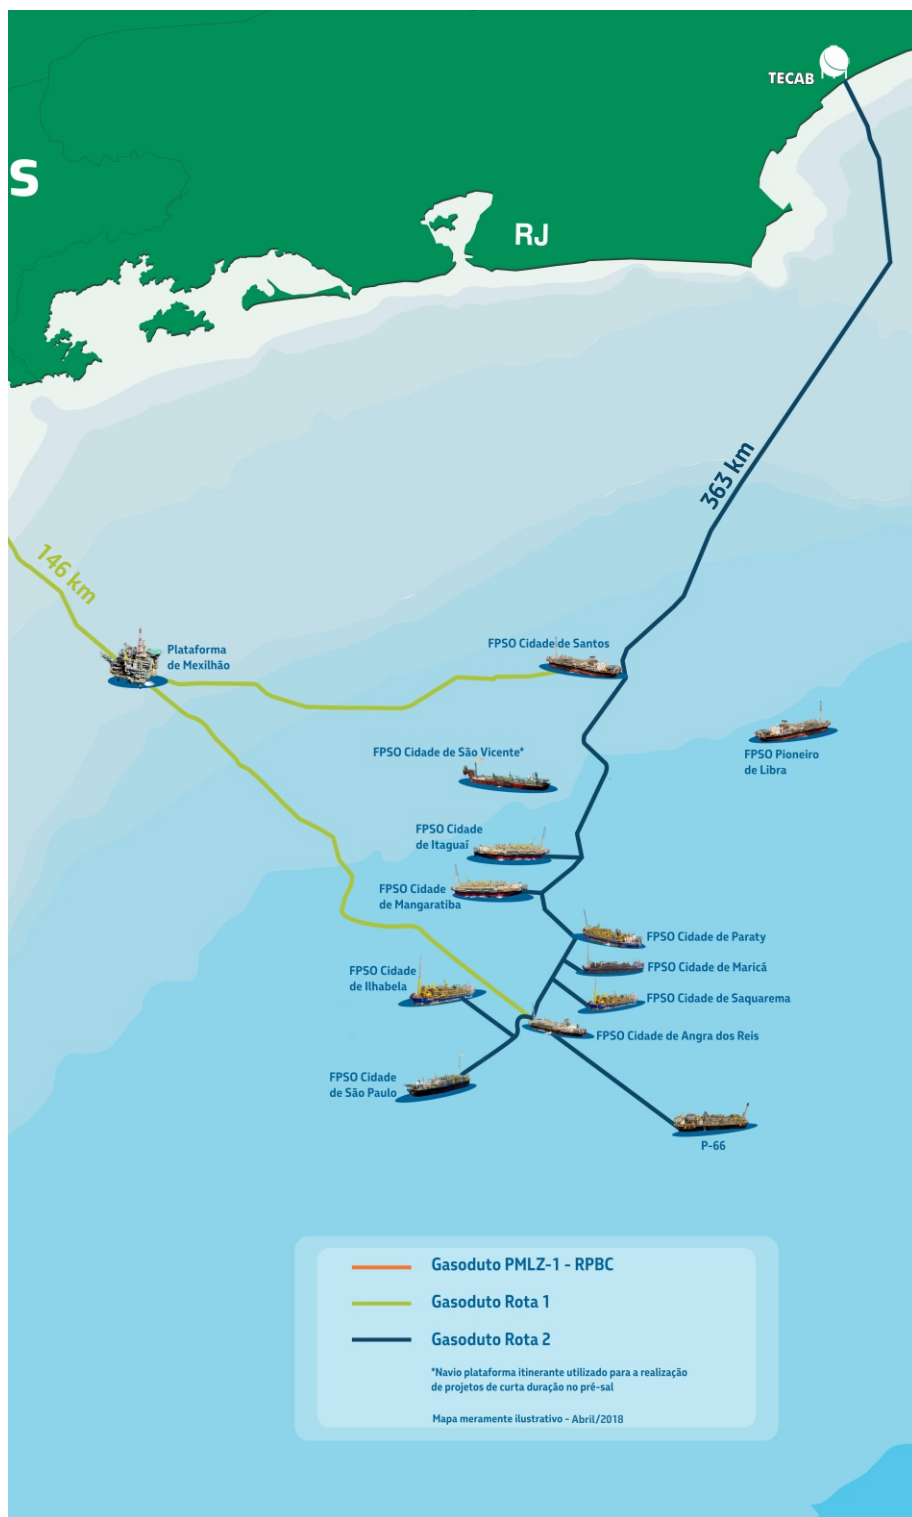 TECAB
S
RJ
363 km
146 km
Plataforma
de Mexilhão
FPSO Cidade de Santos
FPSO Cidade de São Vicente*
FPSO Pioneiro
de Libra
FPSO Cidade
de Itaguaí
FPSO Cidade
de Mangaratiba
FPSO Cidade de Paraty
FPSO Cidade de Maricá
FPSO Cidade
de Ilhabela
FPSO Cidade de Saquarema
FPSO Cidade de Angra dos Reis
FPSO Cidade
de São Paulo
P-66
Gasoduto PMLZ-1 - RPBC
Gasoduto Rota 1
Gasoduto Rota 2
*Navio plataforma itinerante utilizado para a realização
de projetos de curta duração no pré-sal
Mapa meramente ilustrativo - Abril/2018